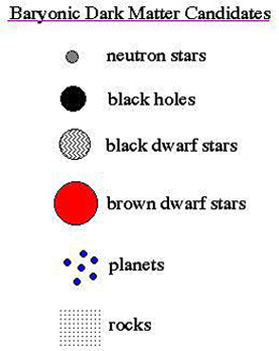 Baryonic Dark Matter Candidates
neutron stars
black holes
black dwarf stars
brown dwarf stars
planets
rocks